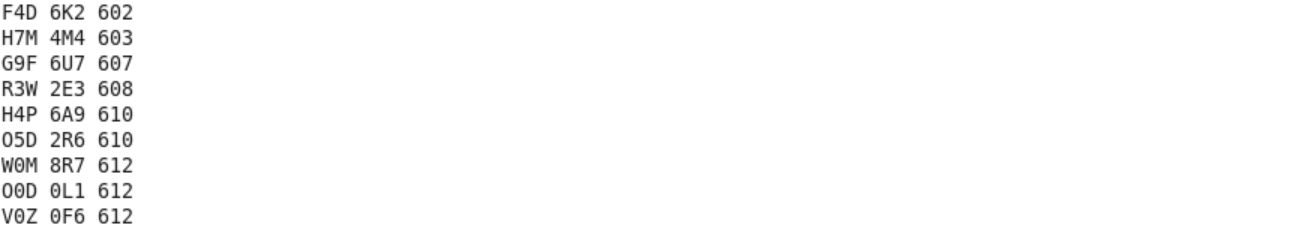 F4D 6K2 602
H7M 4M4 603
G9F 6U7 607
R3W 2E3 608
H4P 6A9 610
O5D 2R6 610
W0M 8R7 612
O0D 0L1 612
V0Z 0F6 612